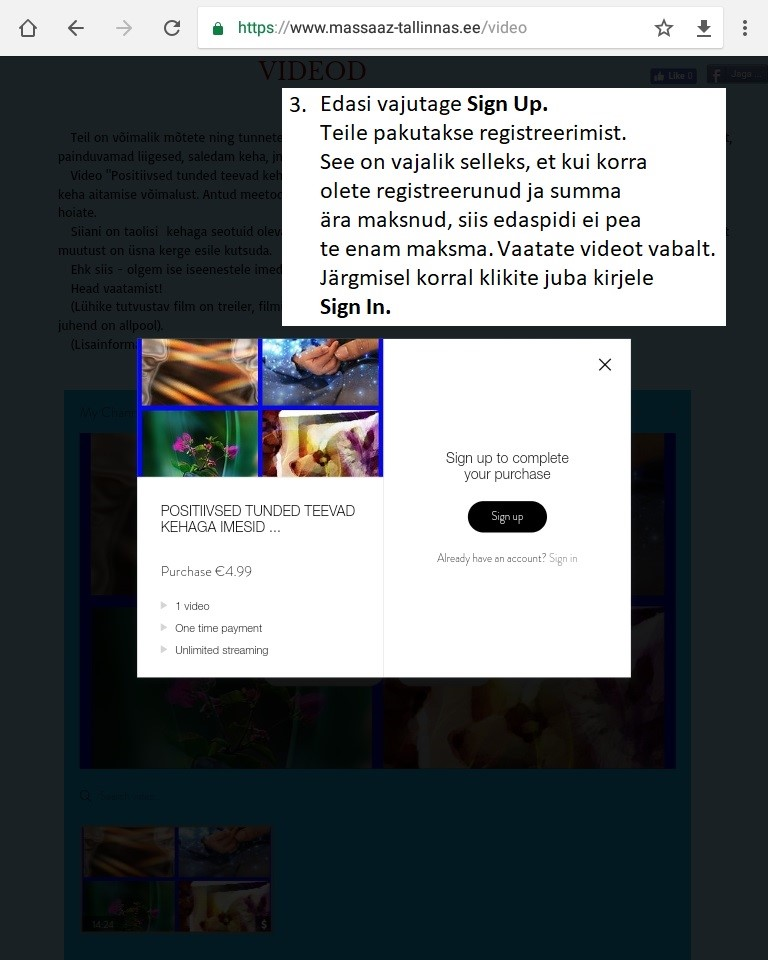 https://www.massaaz-tallinnas.ee/video
VIDEOD
Like 0
Jaga
3. Edasi vajutage Sign Up.
Teile pakutakse registreerimist.
See on vajalik selleks, et kui korra
olete registreerunud ja summa
ära maksnud, siis edaspidi ei pea
te enam maksma. Vaatate videot vabalt.
Järgmisel korral klikite juba kirjele
Sign In.
Teil on võimalik mõtete ning tunnete
painduvamad liigesed, saledam keha,
Video "Positiivsed tunded teevad
keha aitamise võimalust. Antud
hoiate.
Siiani on taolisi kehaga seotuid
muutust on üsna kerge esile kutsuda.
Ehk siis - olgem ise iseenestele
Head vaatamist!
(Lühike tutvustav film on treiler,
juhend on allpool).
My
POSITIIVSED TUNDED TEEVAD
KEHAGA IMESID ...
Purchase €4.99
1 video
One time payment
Unlimited streaming
Sign up to complete
your purchase
Sign up
Already have an account? Sign in
14:24
$